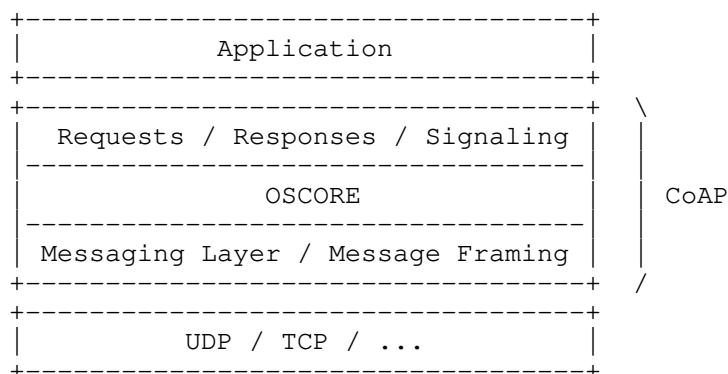 Application
Requests / Responses / Signaling
OSCORE
CoAP
Messaging Layer / Message Framing
UDP / TCP / ...